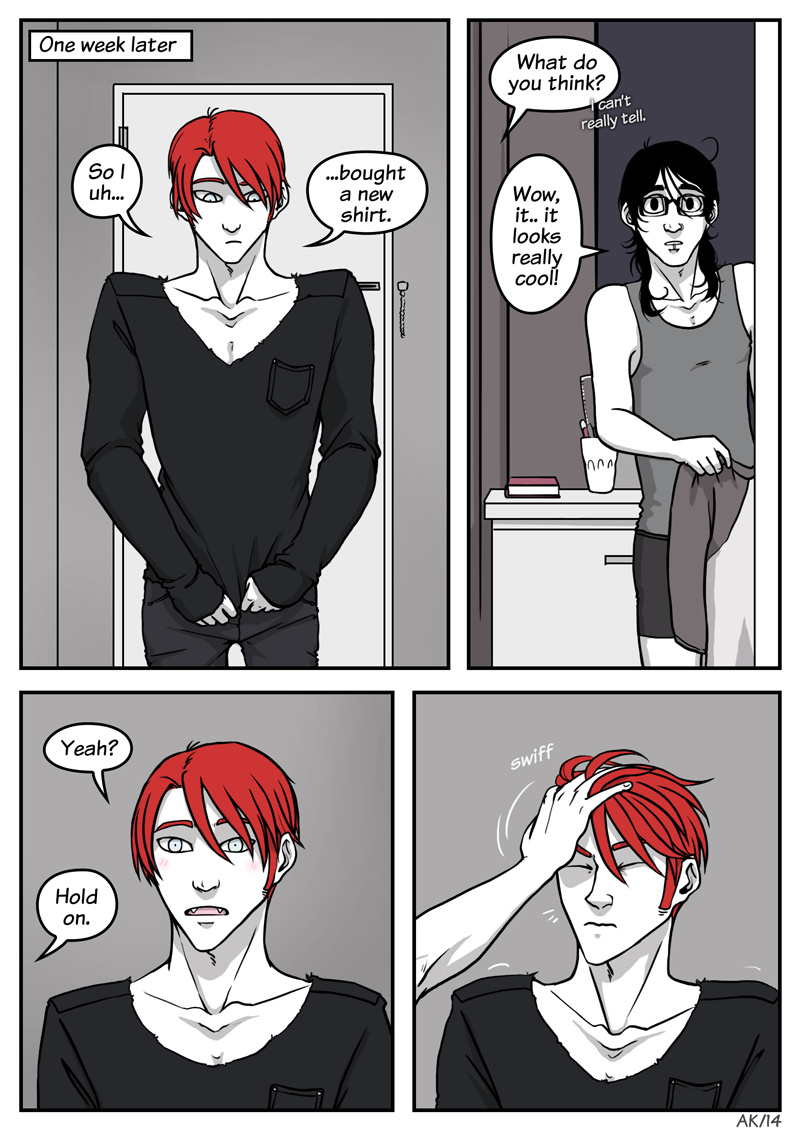 One week later
So I
uh...
...bought
a new
shirt.
What do
you think?
I can't
really tell.
Wow,
it.. it
looks
really
cool!
Yeah?
Hold
on.
swiff
AK/14